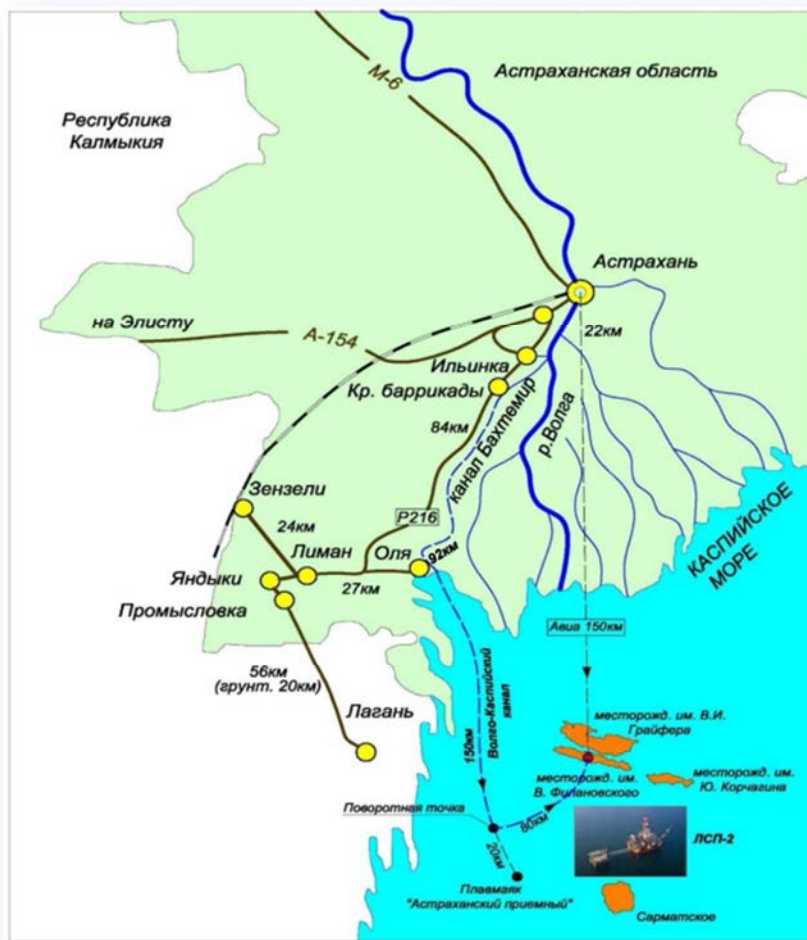 М-6
Астраханская область
Республика
Калмыкия
Астрахань
на Элисту
А-154
22км
Ильинка
Кр. баррикады
84км
канал Бахтемир
р.Волга
Зензели
24км
Р216
Лиман
Оля
92км
КАСПИЙСКОЕ
МОРЕ
Яндыки
27км
Промысловка
Авиа 150км
56км
(грунт. 20км)
Волго-Каспийский
канал
150км
Лагань
месторожд. им. В.И.
Грайфера
месторожд. им.
В. Филановского
месторожд. им.
Ю. Корчагина
Поворотная точка
80км
20км
ЛСП-2
Плавмаяк
"Астраханский приемный"
Сарматское